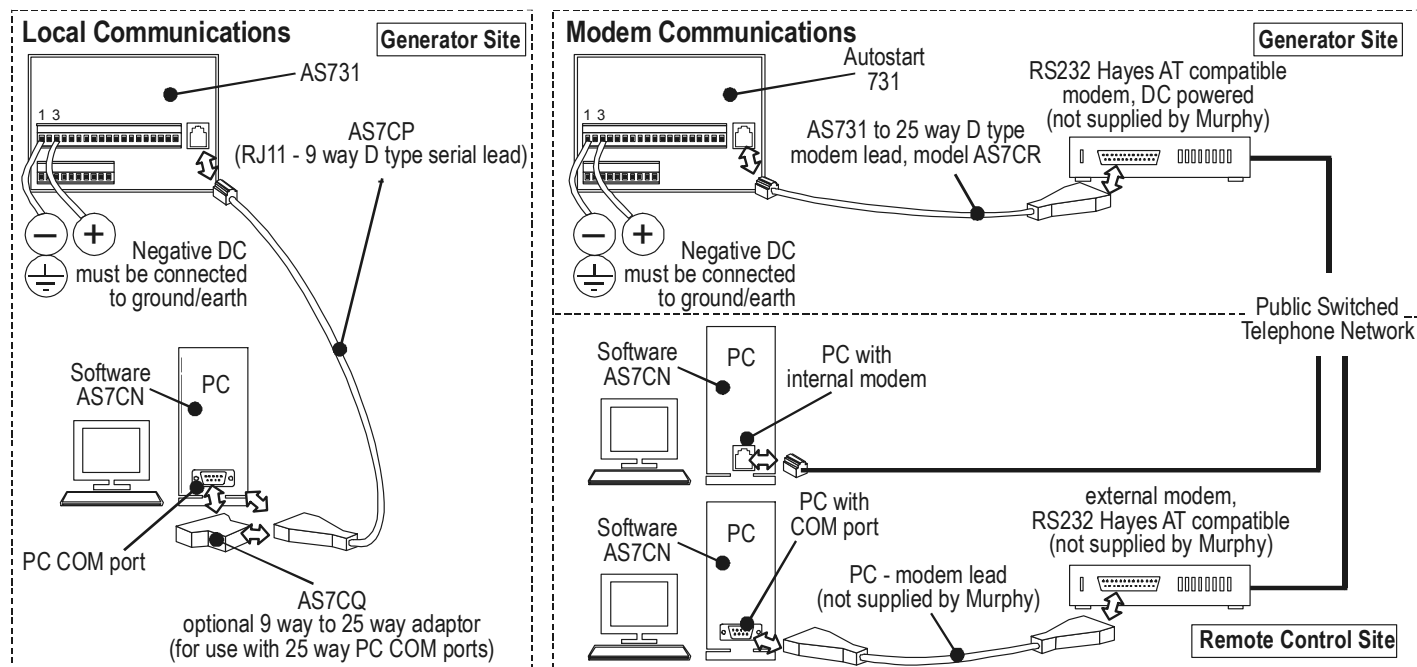 Local Communications
Generator Site
AS731
1 3
AS7CP
(RJ11 - 9 way D type serial lead)
− +
Negative DC
must be connected
to ground/earth
Software
AS7CN
PC
PC COM port
AS7CQ
optional 9 way to 25 way adaptor
(for use with 25 way PC COM ports)
Modem Communications
Generator Site
Autostart
731
1 3
RS232 Hayes AT compatible
modem, DC powered
(not supplied by Murphy)
AS731 to 25 way D type
modem lead, model AS7CR
− +
Negative DC
must be connected
to ground/earth
Public Switched
Telephone Network
Software
AS7CN
PC
PC with
internal modem
Software
AS7CN
PC
PC with
COM port
PC - modem lead
(not supplied by Murphy)
external modem,
RS232 Hayes AT compatible
(not supplied by Murphy)
Remote Control Site